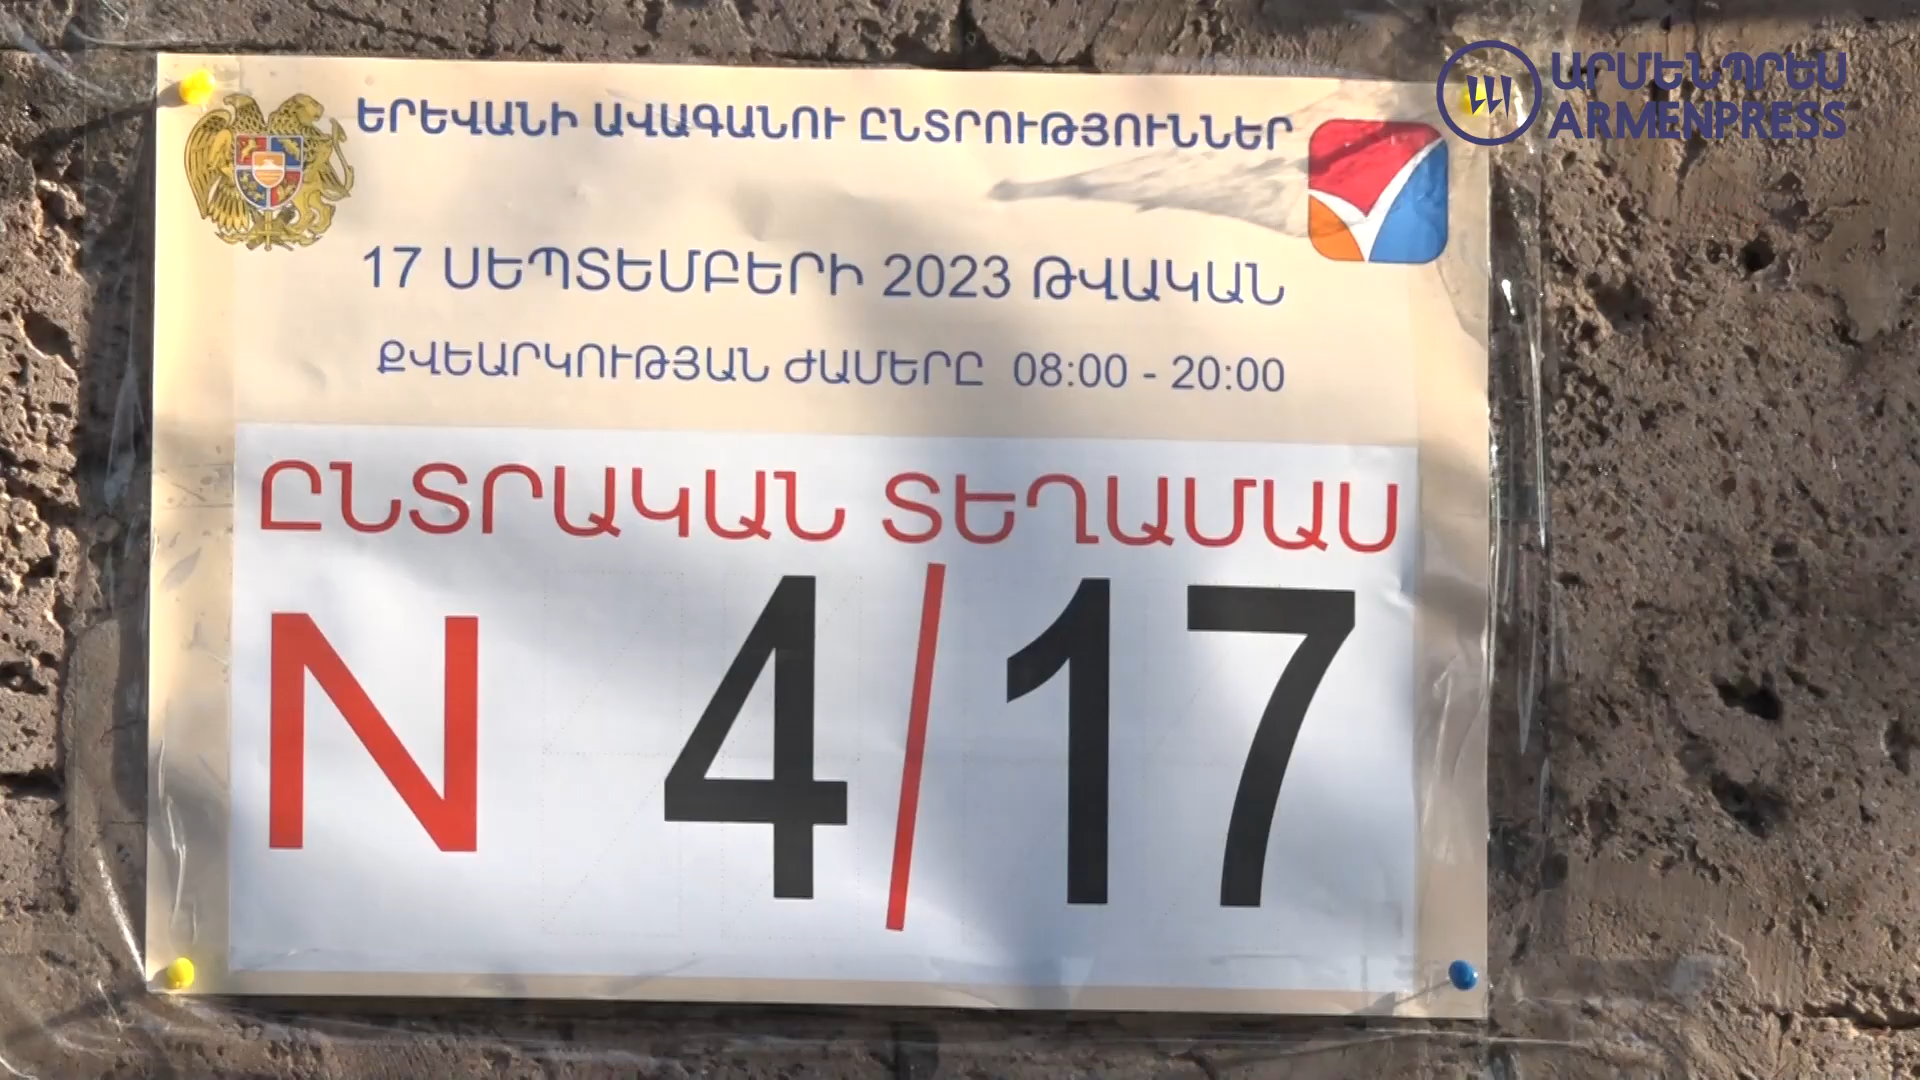 ԱՐՄԵՆՊՐԵՍ
ARMENPRESS
ԵՐԵՎԱՆԻ ԱՎԱԳԱՆՈՒ ԸՆՏՐՈՒԹՅՈՒՆՆԵՐ
17 ՍԵՊՏԵՄԲԵՐԻ 2023 ԹՎԱԿԱՆ
ՔՎԵԱՐԿՈՒԹՅԱՆ ԺԱՄԵՐԸ 08:00 - 20:00
ԸՆՏՐԱԿԱՆ ՏԵՂԱՄԱՍ
N 4/17